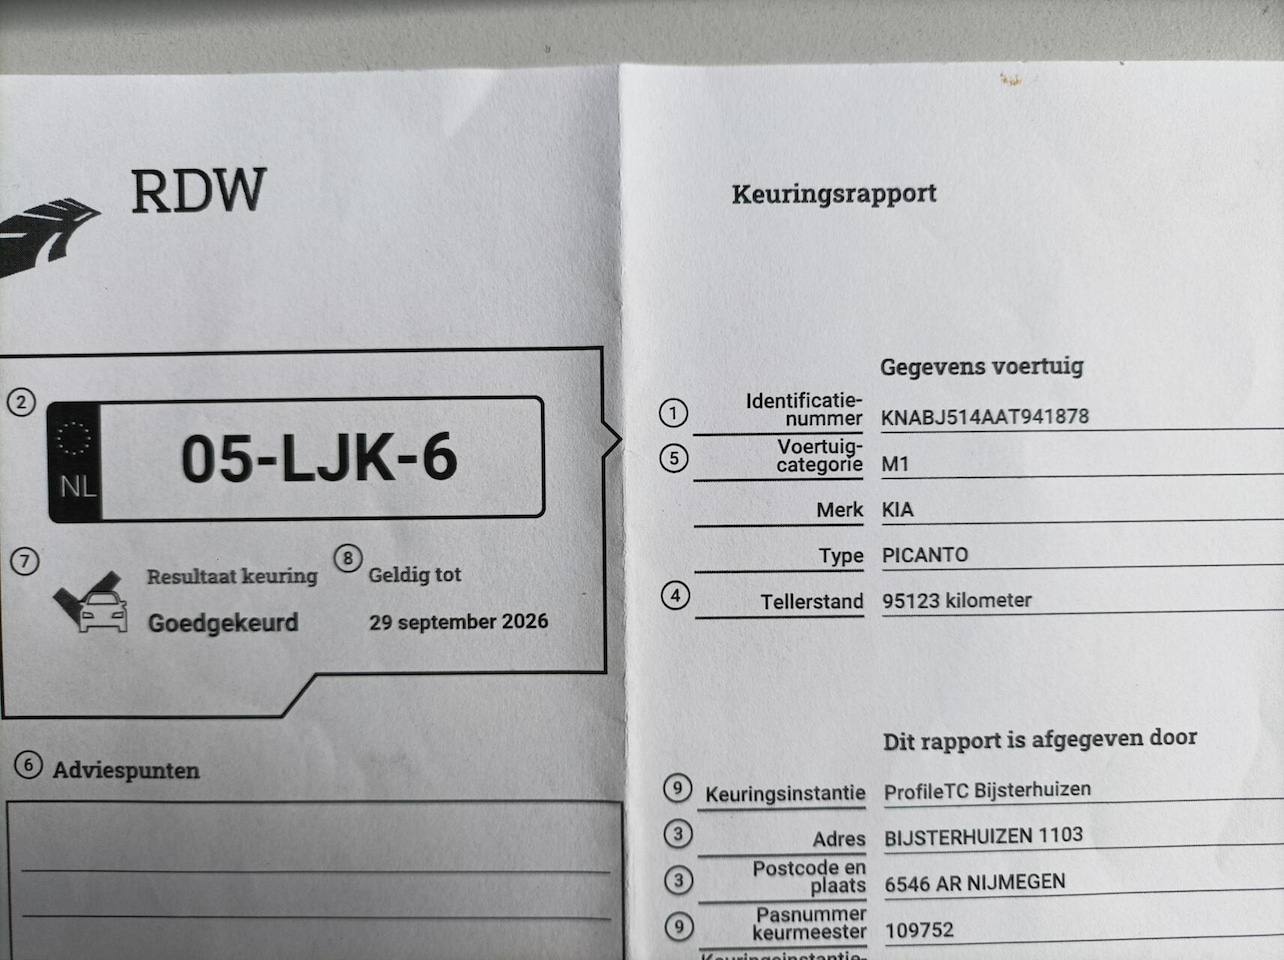 RDW
2
NL
05-LJK-6
7
Resultaat keuring
Goedgekeurd
8
Geldig tot
29 september 2026
6 Adviespunten
Keuringsrapport
Gegevens voertuig
1 Identificatie-
nummer KNABJ514AAT941878
5 Voertuig-
categorie M1
Merk KIA
Type PICANTO
4 Tellerstand 95123 kilometer
Dit rapport is afgegeven door
9 Keuringsinstantie ProfileTC Bijsterhuizen
3 Adres BIJSTERHUIZEN 1103
3 Postcode en
plaats 6546 AR NIJMEGEN
9 Pasnummer
keurmeester 109752
Keuringsinstantie-